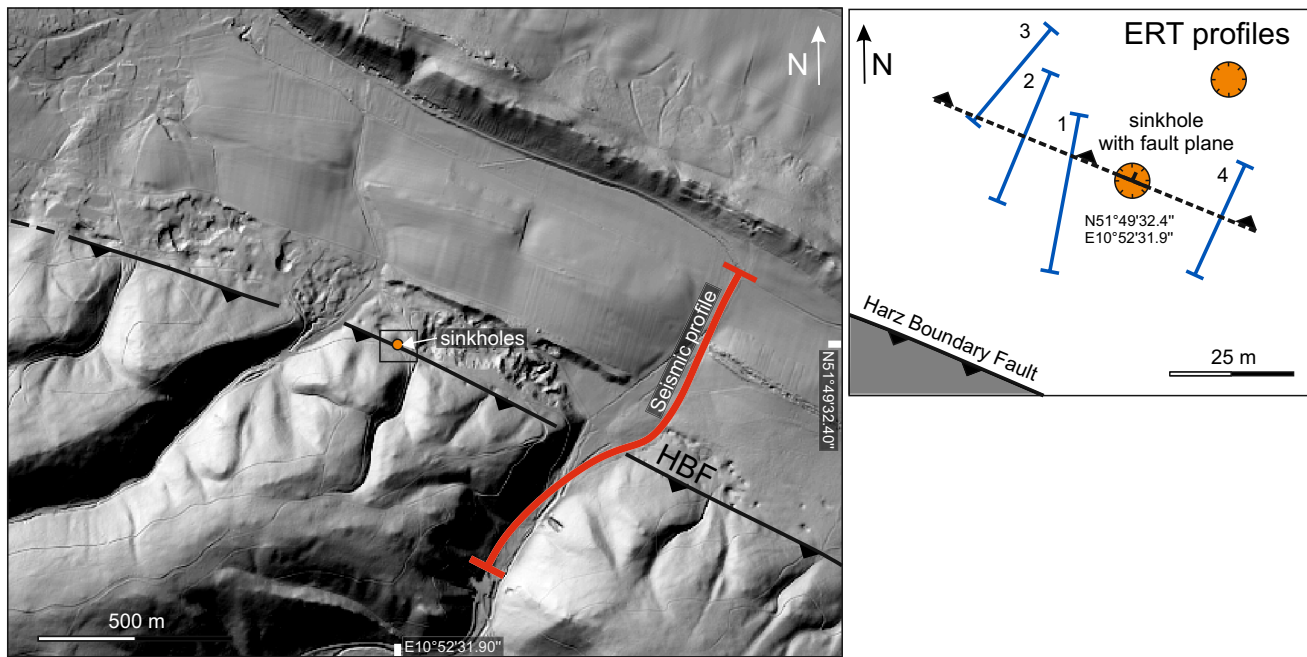 N
sinkholes
Seismic profile
N51°49'32.40''
HBF
500 m
E10°52'31.90''
N
ERT profiles
3
2
1
sinkhole
with fault plane
4
N51°49'32.4''
E10°52'31.9''
Harz Boundary Fault
25 m